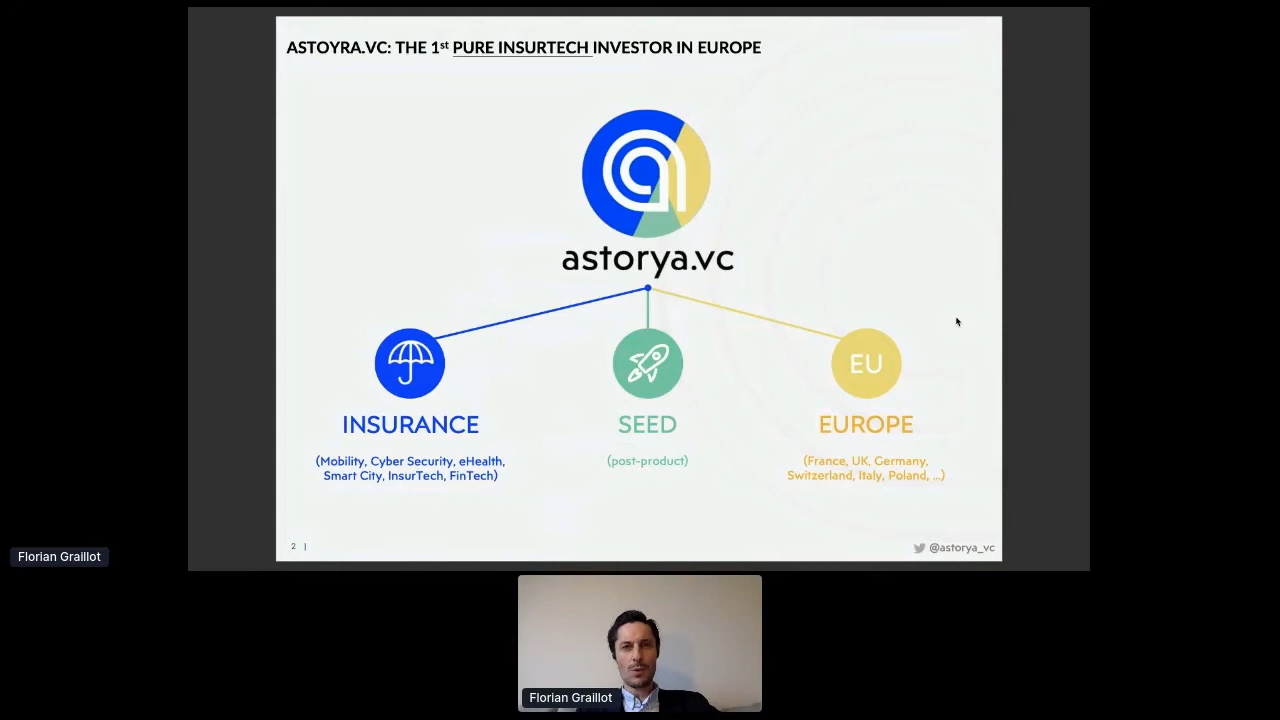 ASTOYRA.VC: THE 1st PURE INSURTECH INVESTOR IN EUROPE
astorya.vc
EU
INSURANCE
SEED
EUROPE
(Mobility, Cyber Security, eHealth,
Smart City, InsurTech, FinTech)
(post-product)
(France, UK, Germany,
Switzerland, Italy, Poland, ...)
2 |
@astorya_vc
Florian Graillot
Florian Graillot